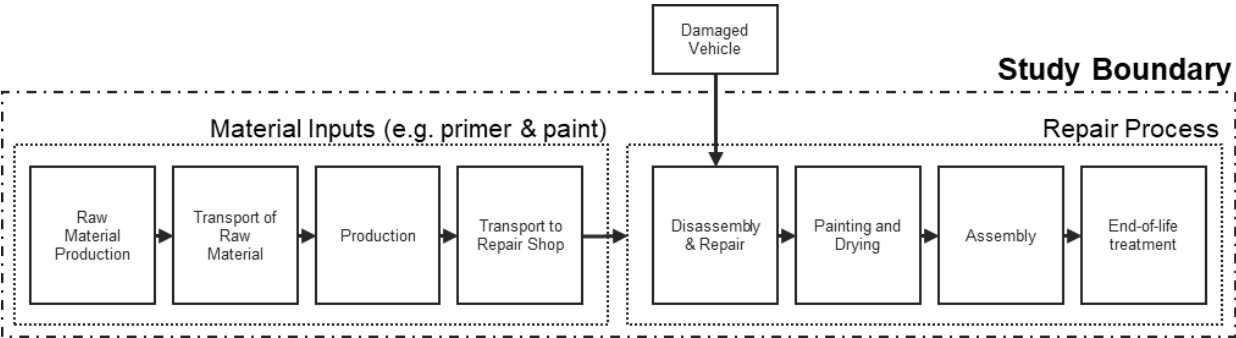 Damaged
Vehicle
Study Boundary
Material Inputs (e.g. primer & paint)
Repair Process
Raw
Material
Production
Transport of
Raw
Material
Production
Transport to
Repair Shop
Disassembly
& Repair
Painting and
Drying
Assembly
End-of-life
treatment